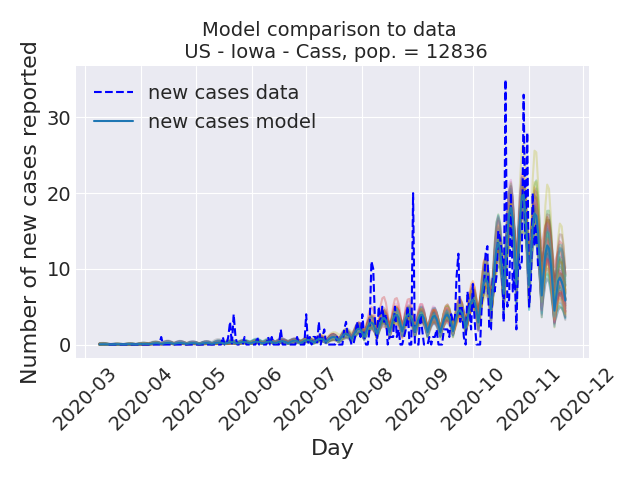 Model comparison to data
US - Iowa - Cass, pop. = 12836
Number of new cases reported
30
20
10
0
new cases data
new cases model
2020-03
2020-04
2020-05
2020-06
2020-07
2020-08
2020-09
2020-10
2020-11
2020-12
Day